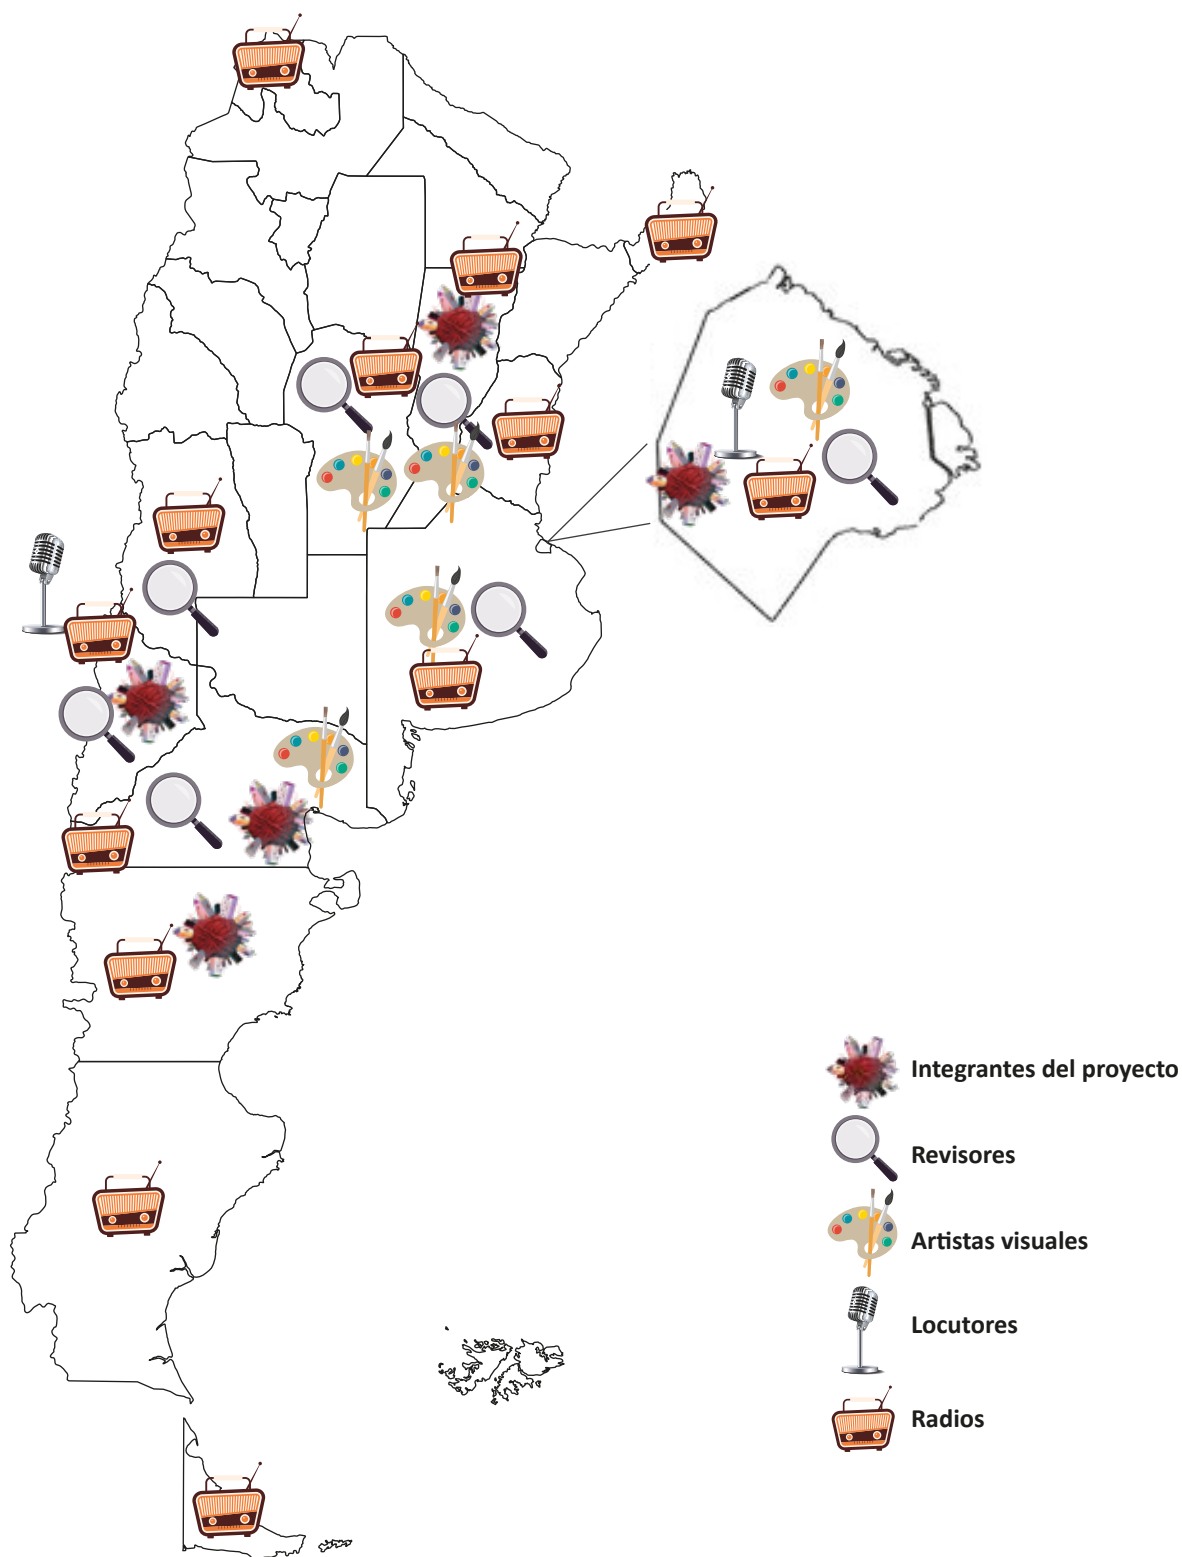 Integrantes del proyecto
Revisores
Artistas visuales
Locutores
Radios